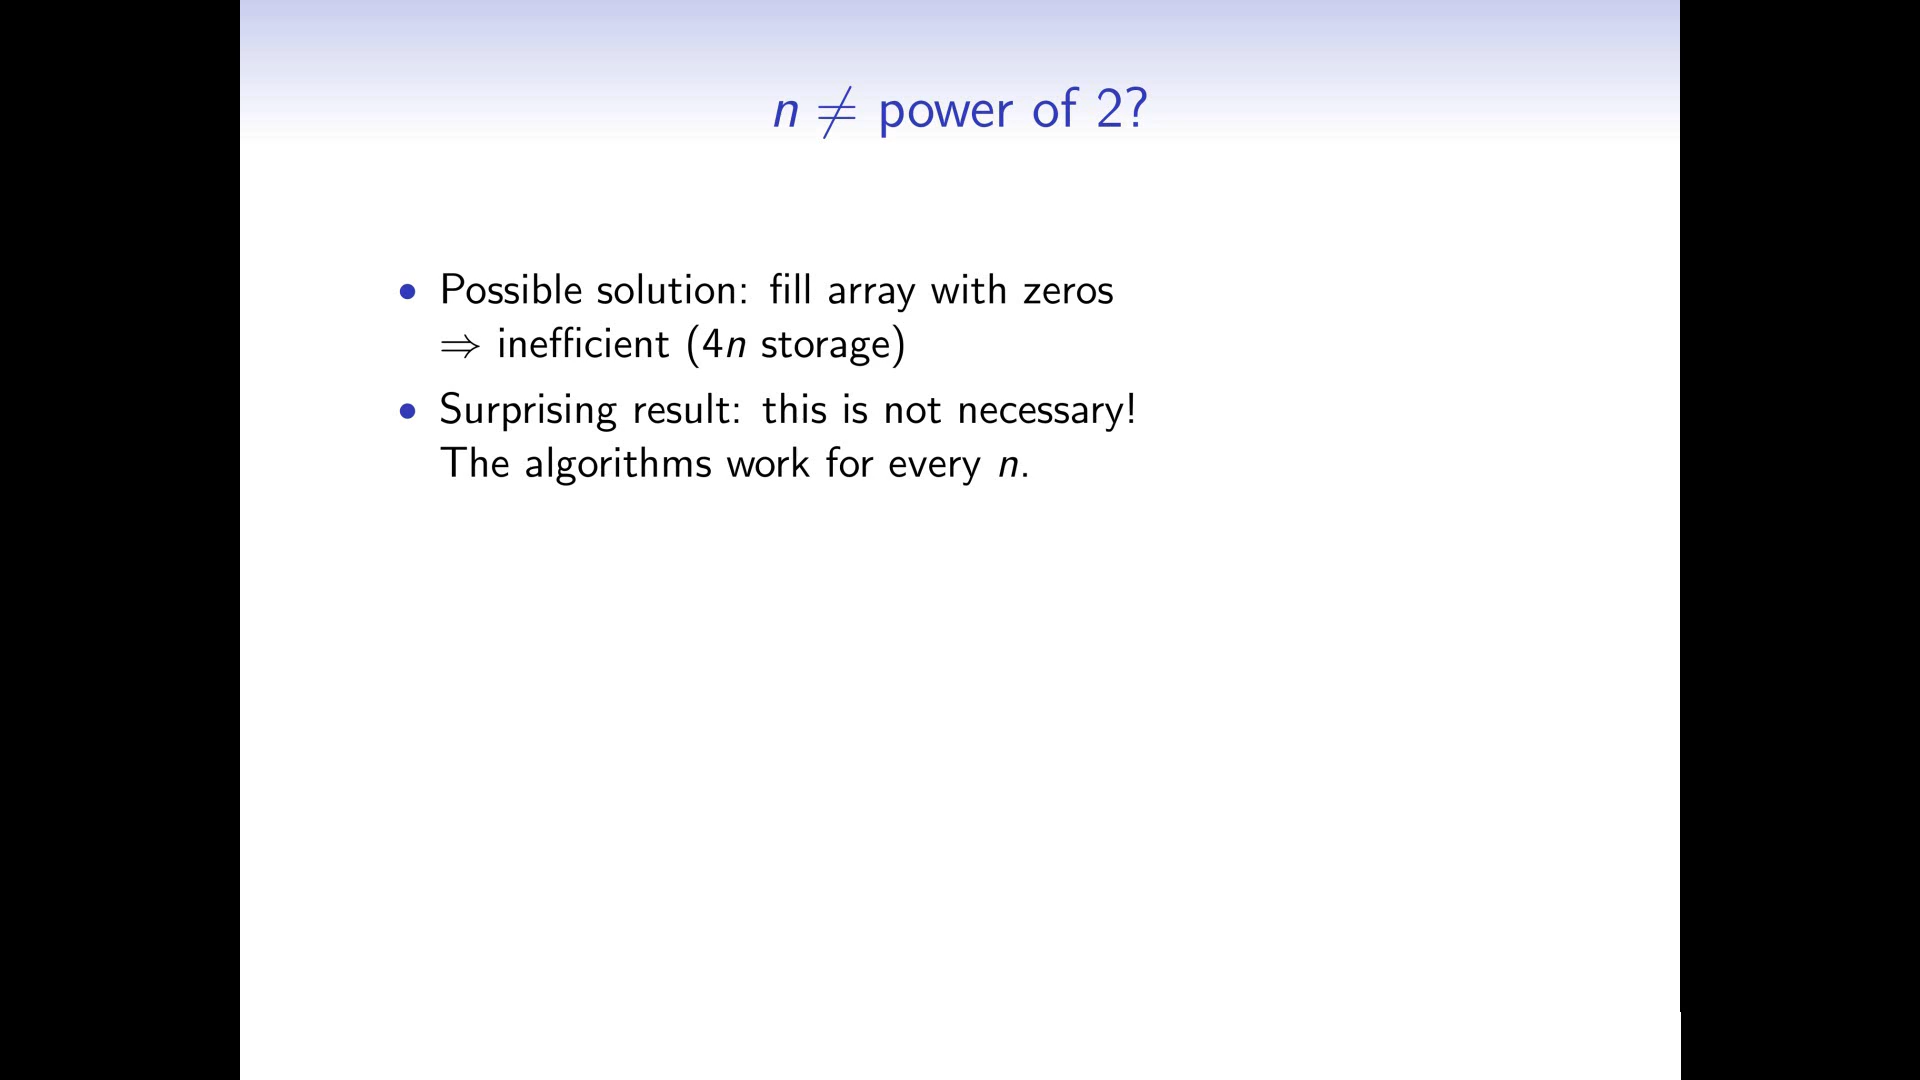 n ≠ power of 2?
• Possible solution: fill array with zeros
⇒ inefficient (4n storage)
• Surprising result: this is not necessary!
The algorithms work for every n.